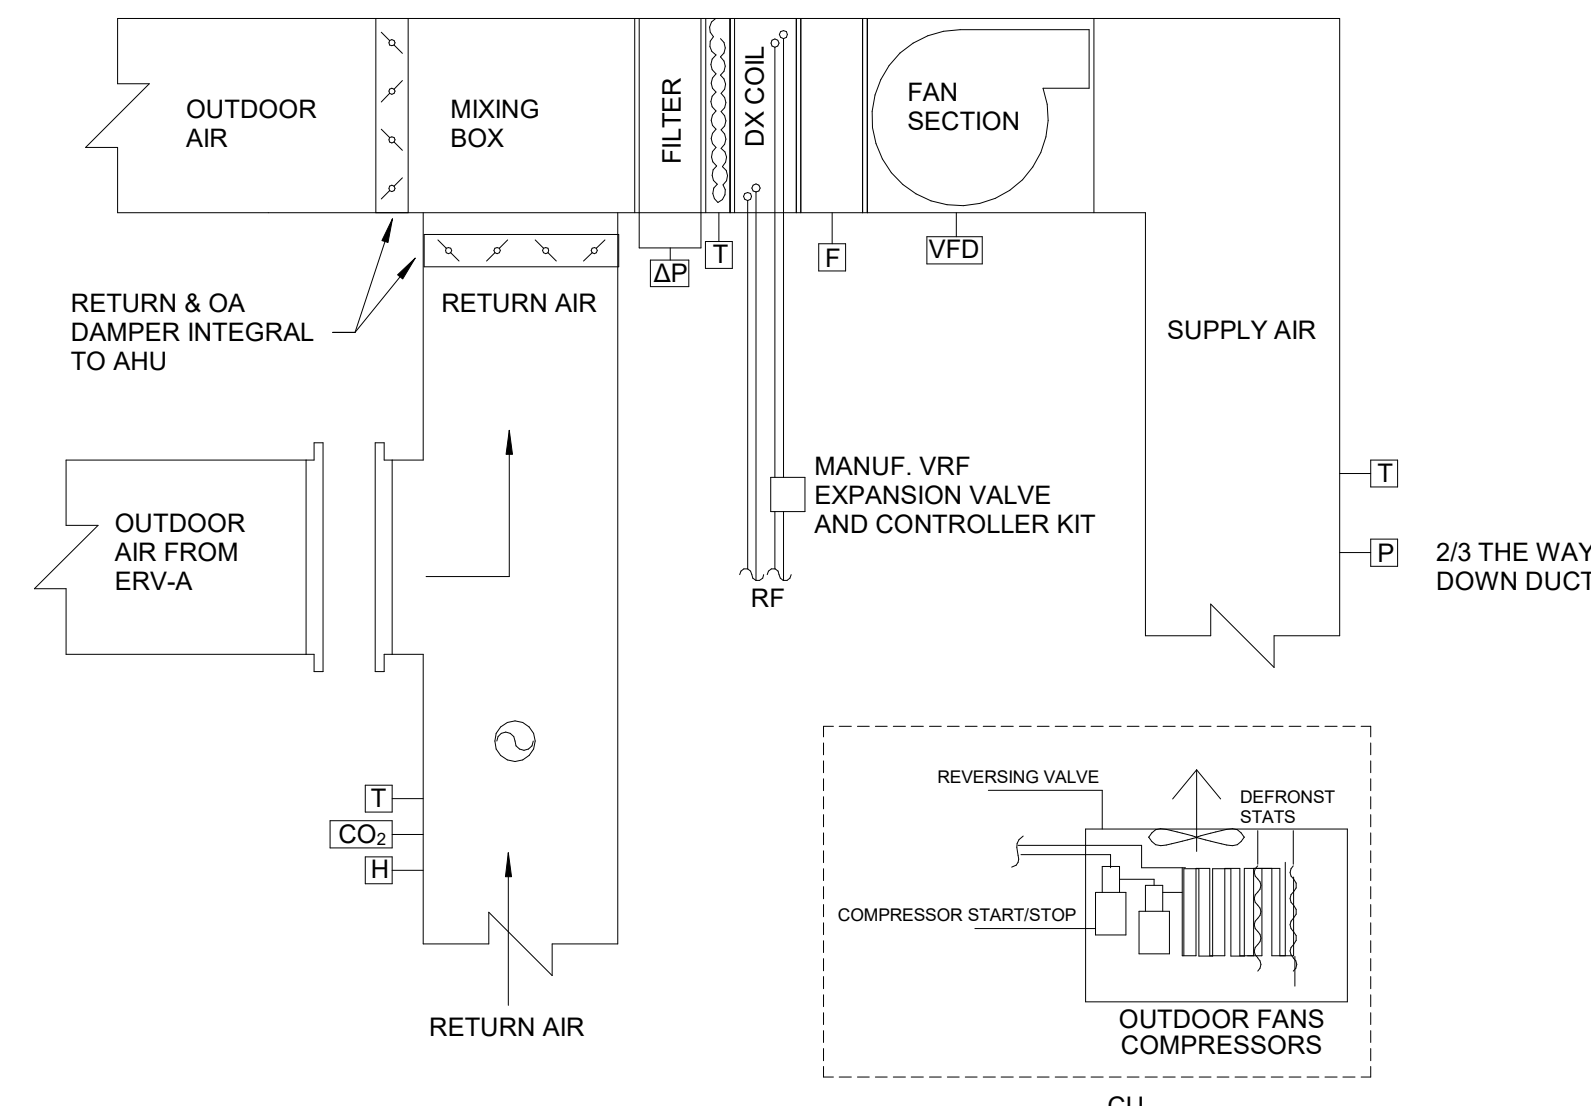 OUTDOOR
AIR
MIXING
BOX
FILTER
DX COIL
FAN
SECTION
ΔP
T
F
VFD
RETURN & OA
DAMPER INTEGRAL
TO AHU
RETURN AIR
SUPPLY AIR
MANUF. VRF
EXPANSION VALVE
AND CONTROLLER KIT
T
OUTDOOR
AIR FROM
ERV-A
P
2/3 THE WAY
DOWN DUCT
RF
T
CO₂
H
RETURN AIR
REVERSING VALVE
DEFRONST
STATS
COMPRESSOR START/STOP
OUTDOOR FANS
COMPRESSORS